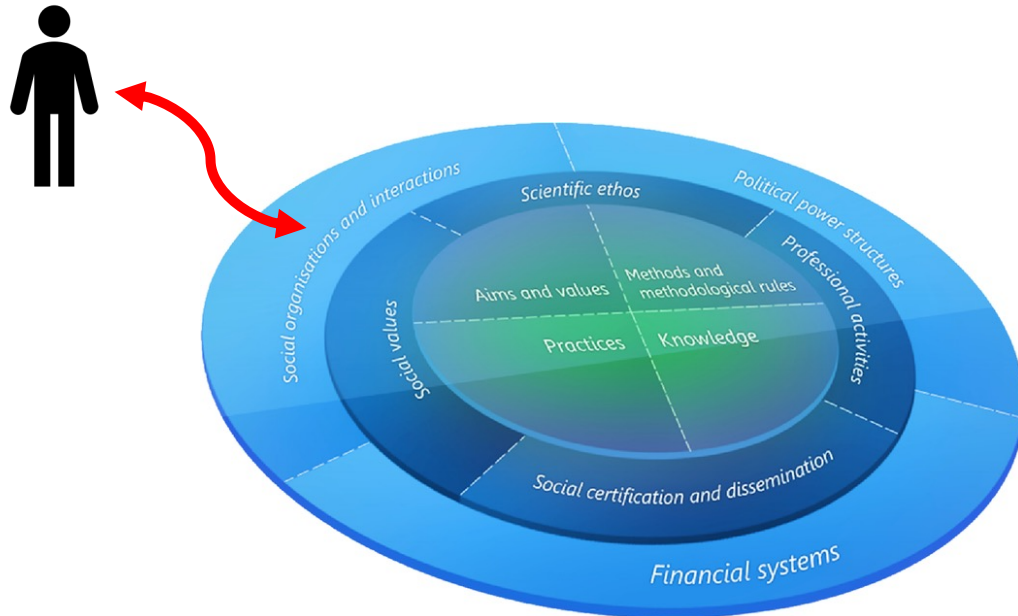 Social organisations and interactions
Political power structures
Scientific ethos
Professional activities
Social values
Aims and values
Methods and
methodological rules
Practices
Knowledge
Social certification and dissemination
Financial systems